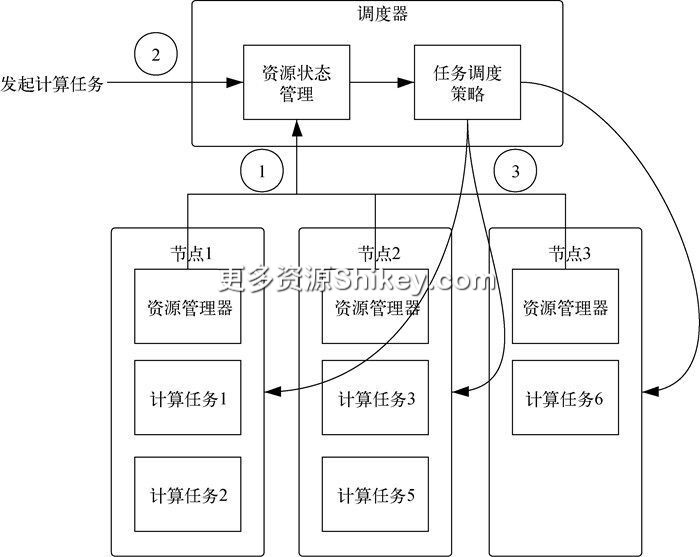 调度器
②
发起计算任务
资源状态
管理
任务调度
策略
①
③
节点1
节点2
节点3
更多资源Shikey.com
资源管理器
资源管理器
资源管理器
计算任务1
计算任务3
计算任务6
计算任务2
计算任务5